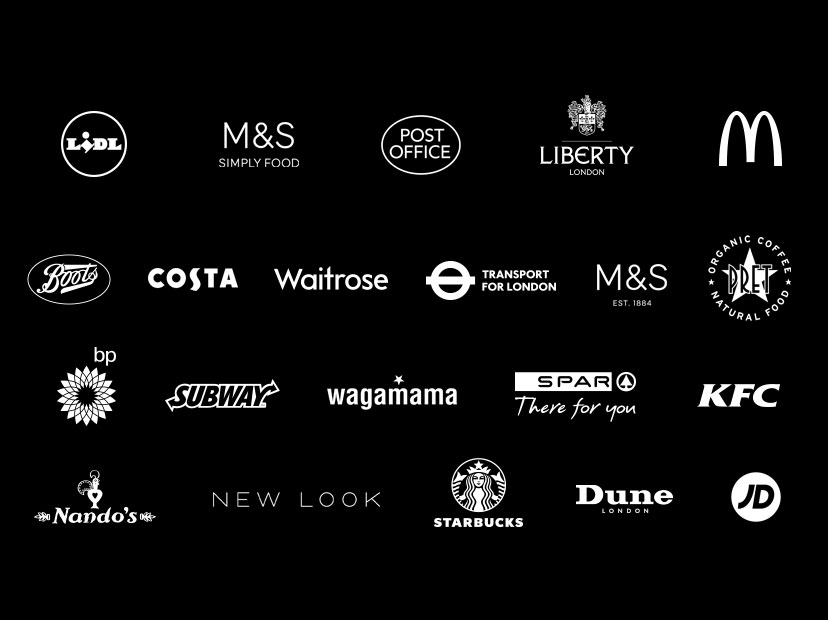 LiDL
M&S
SIMPLY FOOD
POST
OFFICE
LIBERTY
LONDON
M
Boots
COSTA
Waitrose
TRANSPORT
FOR LONDON
M&S
EST. 1884
ORGANIC COFFEE
PRET
NATURAL FOOD
bp
SUBWAY
wagamama
SPAR
There for you
KFC
Nando's
NEW LOOK
STARBUCKS
Dune
LONDON
JD